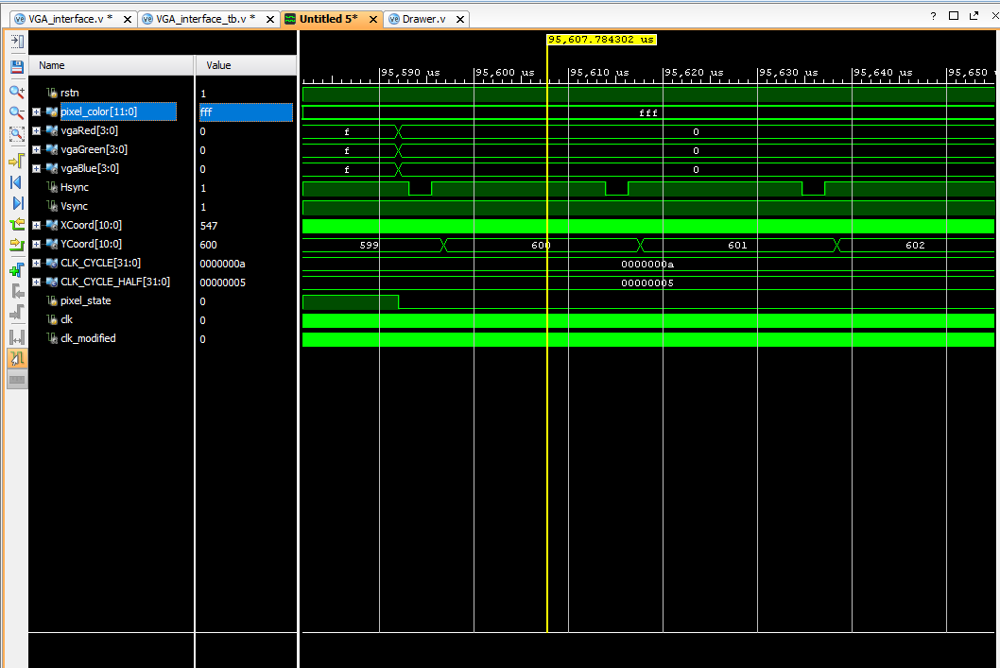 VGA_interface.v * VGA_interface_tb.v * Untitled 5* Drawer.v
95,607.784302 us
Name Value
95,590 us 95,600 us 95,610 us 95,620 us 95,630 us 95,640 us 95,650
rstn 1
pixel_color[11:0] fff fff
vgaRed[3:0] 0 f 0
vgaGreen[3:0] 0 f 0
vgaBlue[3:0] 0 f 0
Hsync 1
Vsync 1
XCoord[10:0] 547
YCoord[10:0] 600 599 600 601 602
CLK_CYCLE[31:0] 0000000a 0000000a
CLK_CYCLE_HALF[31:0] 00000005 00000005
pixel_state 0
clk 0
clk_modified 0